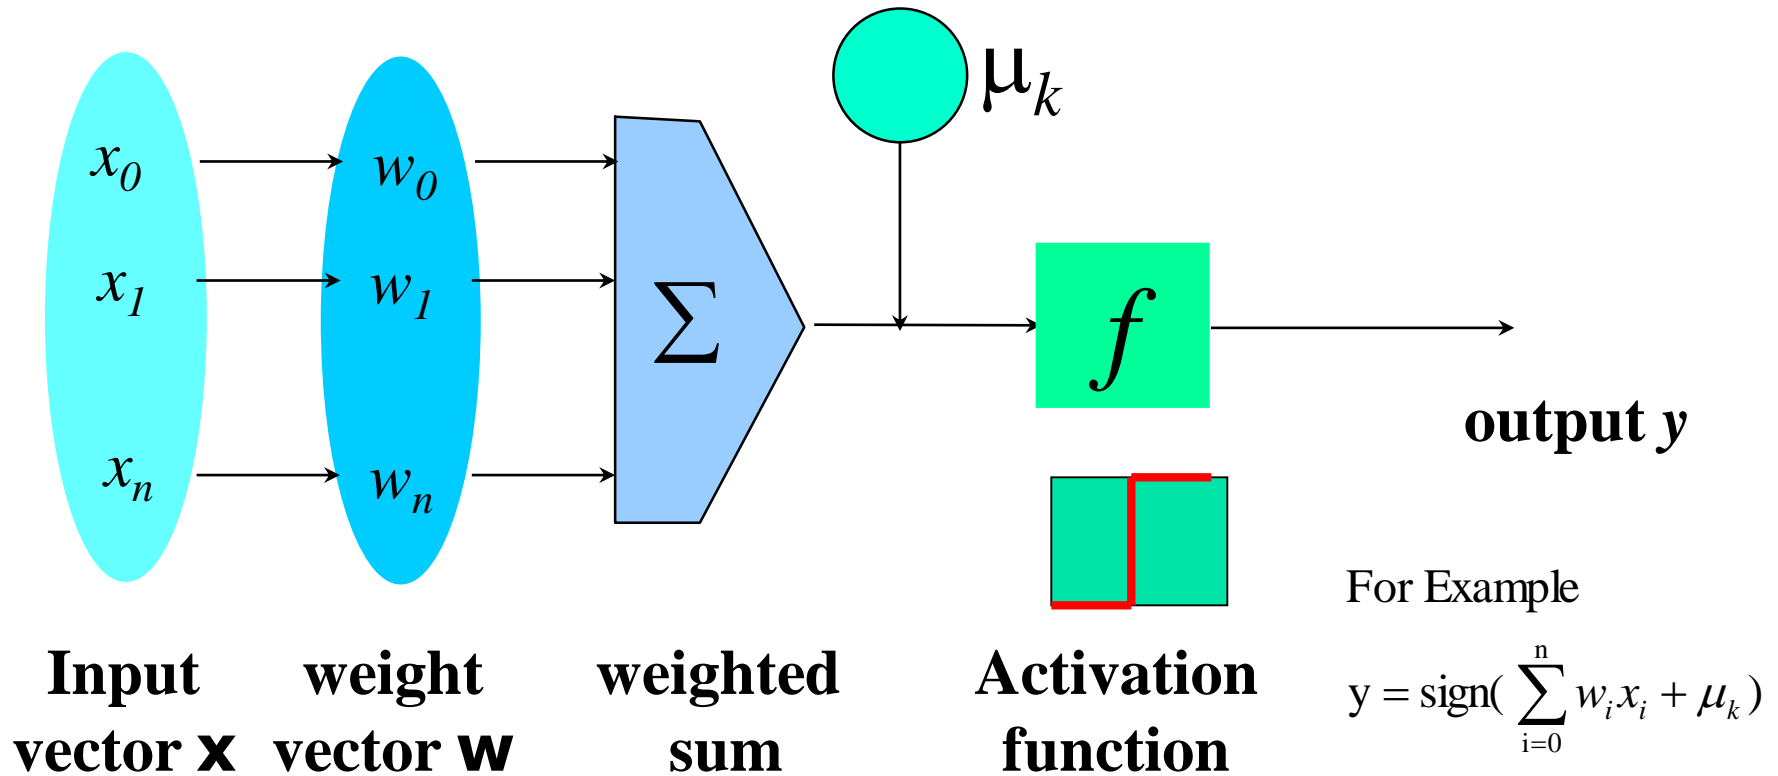 μₖ
x₀ w₀
x₁ w₁
∑ f
xₙ wₙ
output y
For Example
y = sign( ∑ᵢ₌₀ⁿ wᵢxᵢ + μₖ )
Input vector x
weight vector w
weighted sum
Activation function